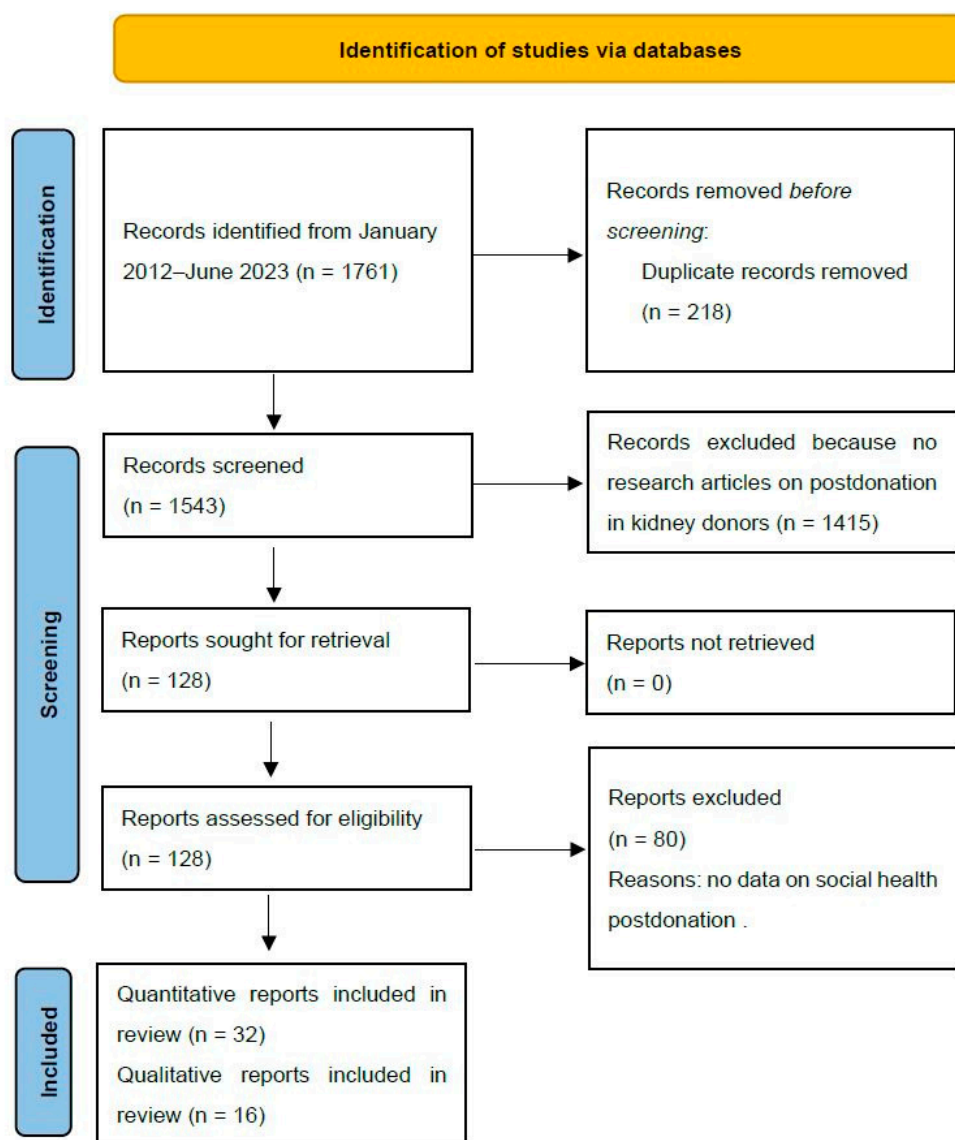 Identification of studies via databases
Identification
Records identified from January
2012–June 2023 (n = 1761)
Records removed before
screening:
Duplicate records removed
(n = 218)
Screening
Records screened
(n = 1543)
Records excluded because no
research articles on postdonation
in kidney donors (n = 1415)
Reports sought for retrieval
(n = 128)
Reports not retrieved
(n = 0)
Reports assessed for eligibility
(n = 128)
Reports excluded
(n = 80)
Reasons: no data on social health
postdonation .
Included
Quantitative reports included in
review (n = 32)
Qualitative reports included in
review (n = 16)